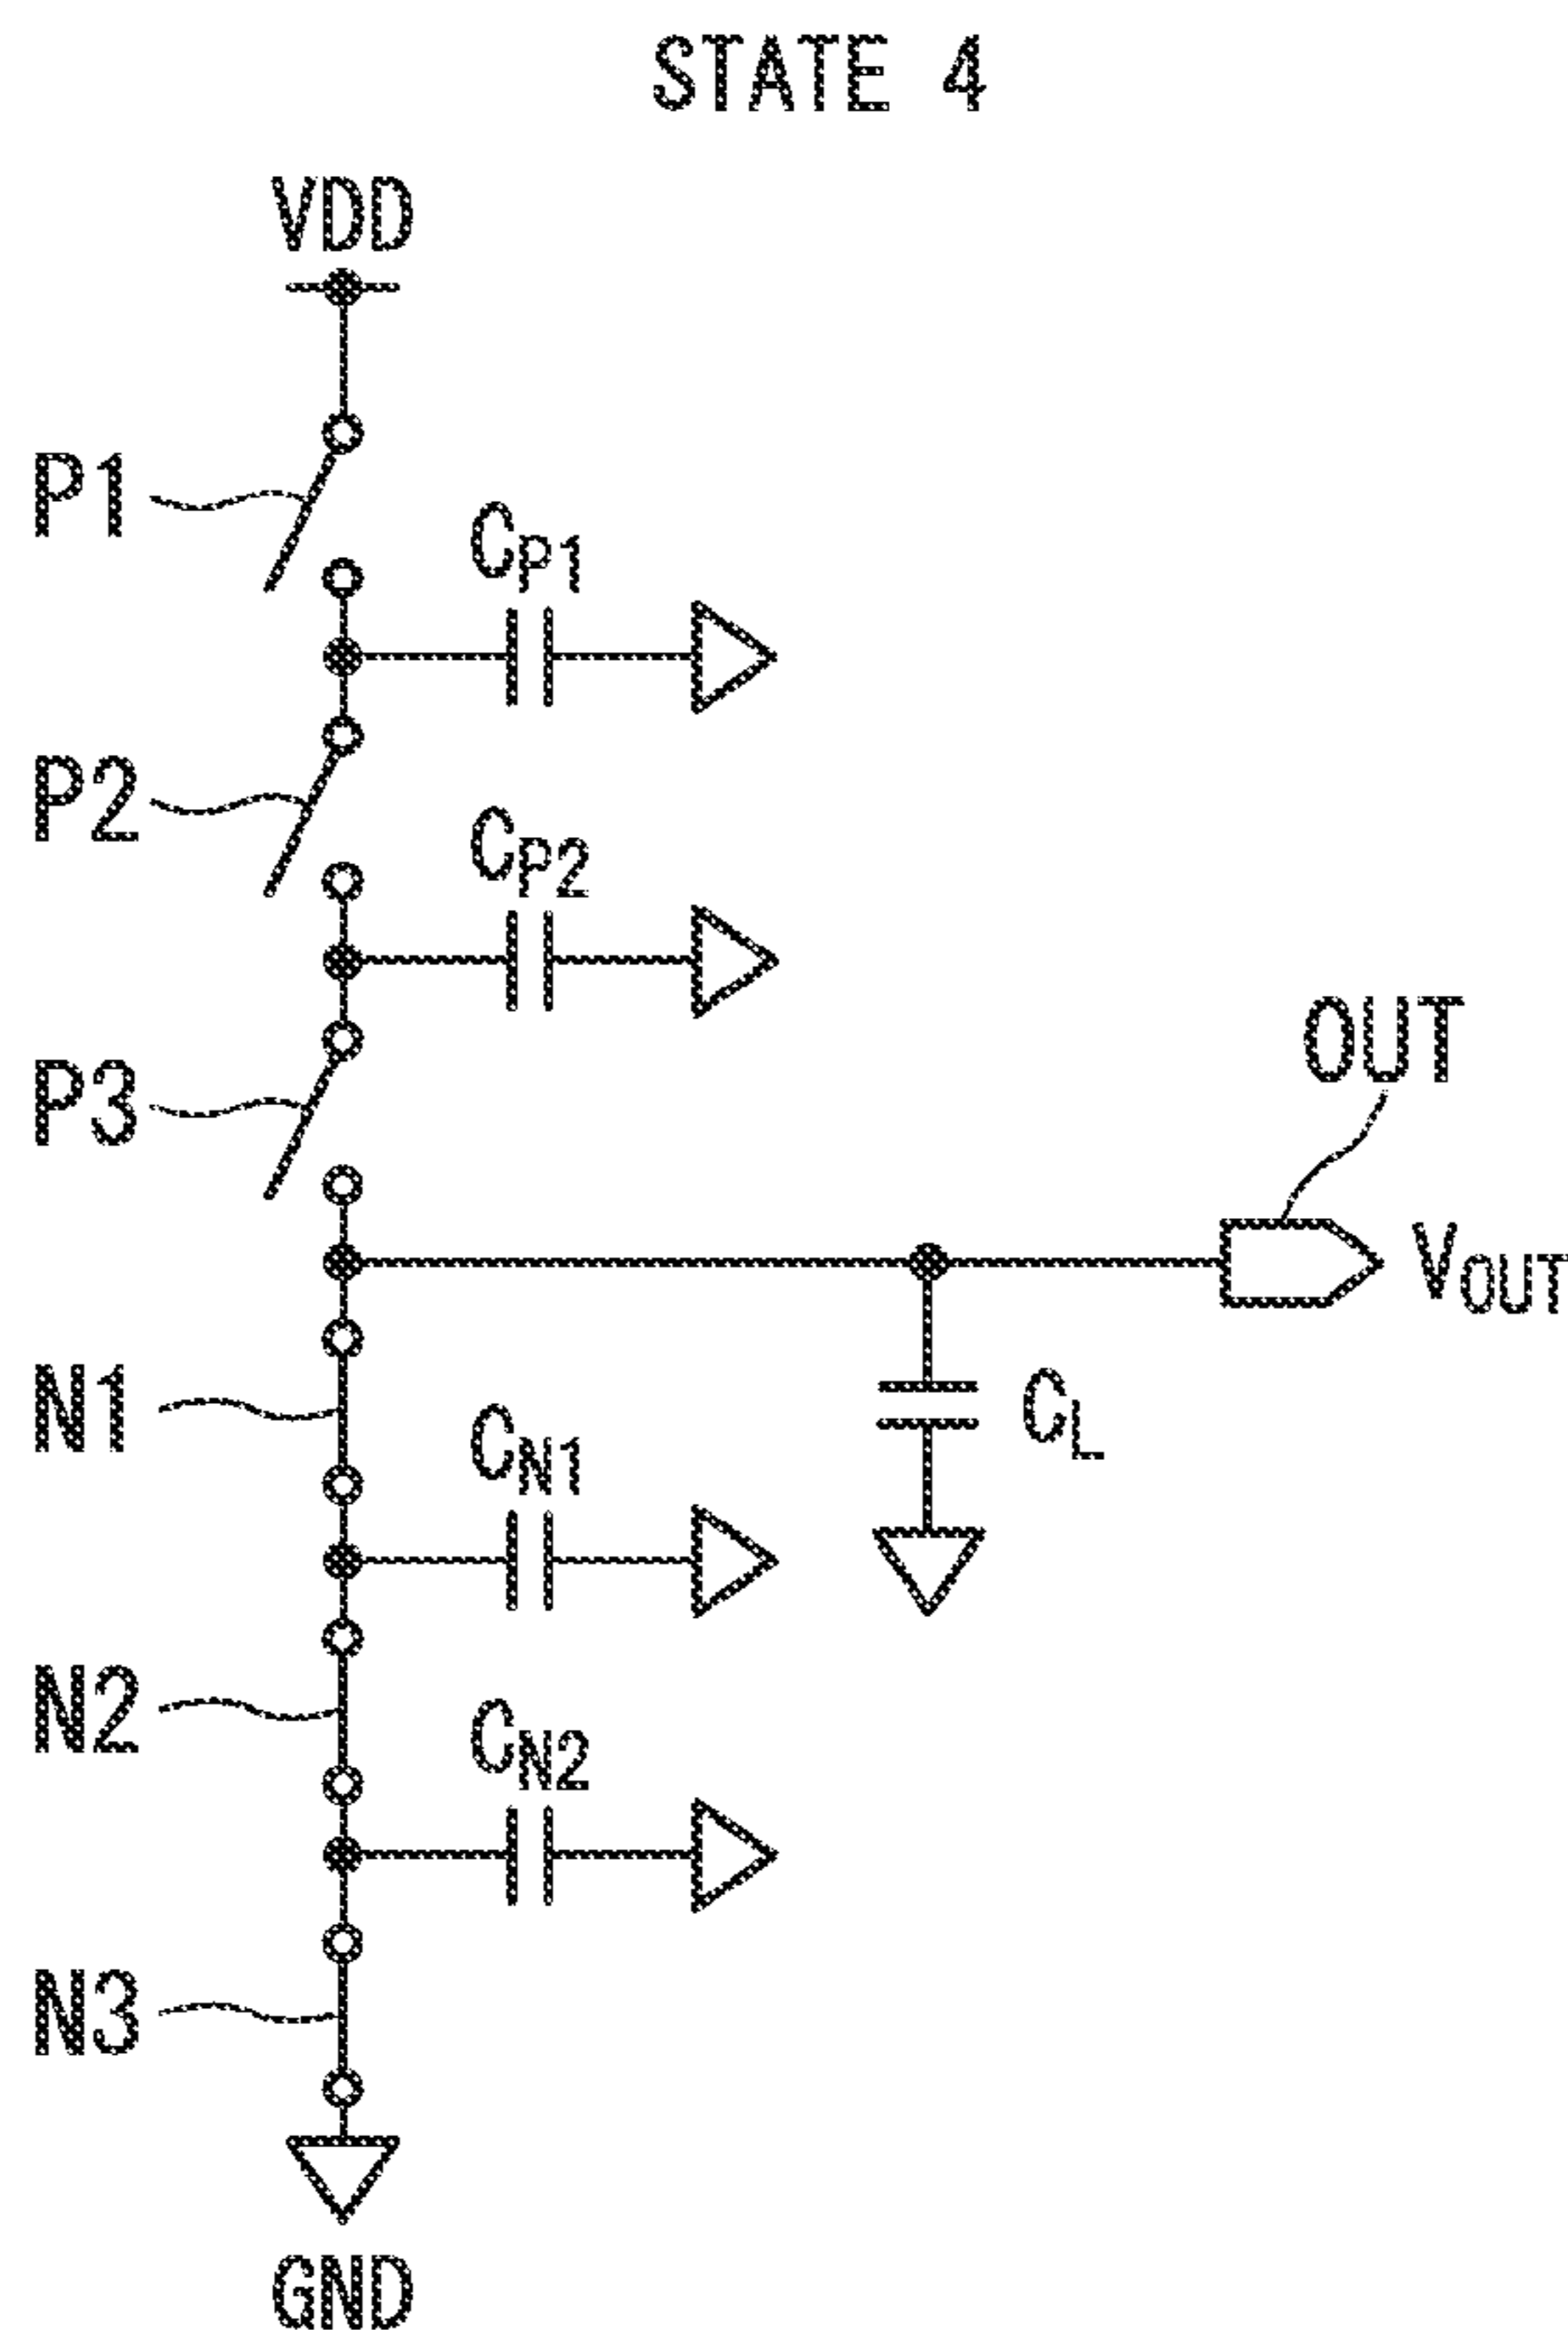 STATE 4
VDD
P1
CP1
P2
CP2
OUT
P3
VOUT
N1
CL
CN1
N2
CN2
N3
GND